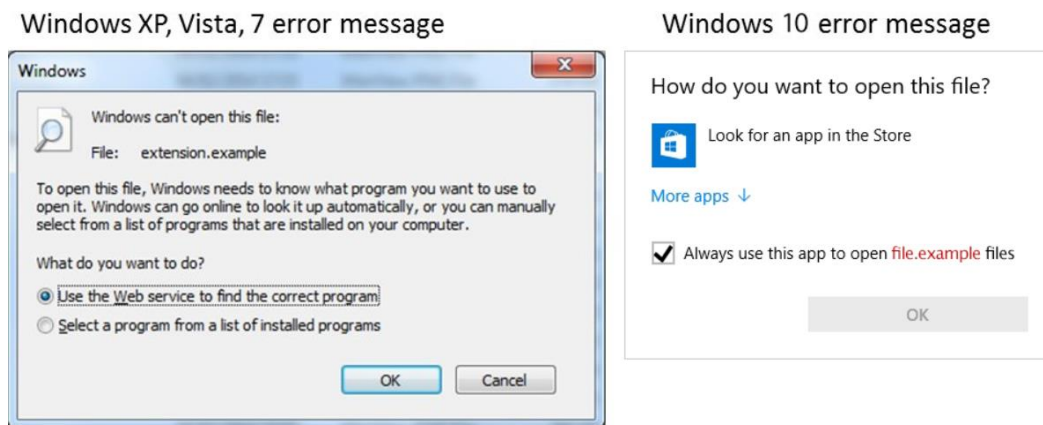 Windows XP, Vista, 7 error message
Windows
Windows can't open this file:
File: extension.example
To open this file, Windows needs to know what program you want to use to
open it. Windows can go online to look it up automatically, or you can manually
select from a list of programs that are installed on your computer.
What do you want to do?
Use the Web service to find the correct program
Select a program from a list of installed programs
OK Cancel
Windows 10 error message
How do you want to open this file?
Look for an app in the Store
More apps ↓
Always use this app to open file.example files
OK